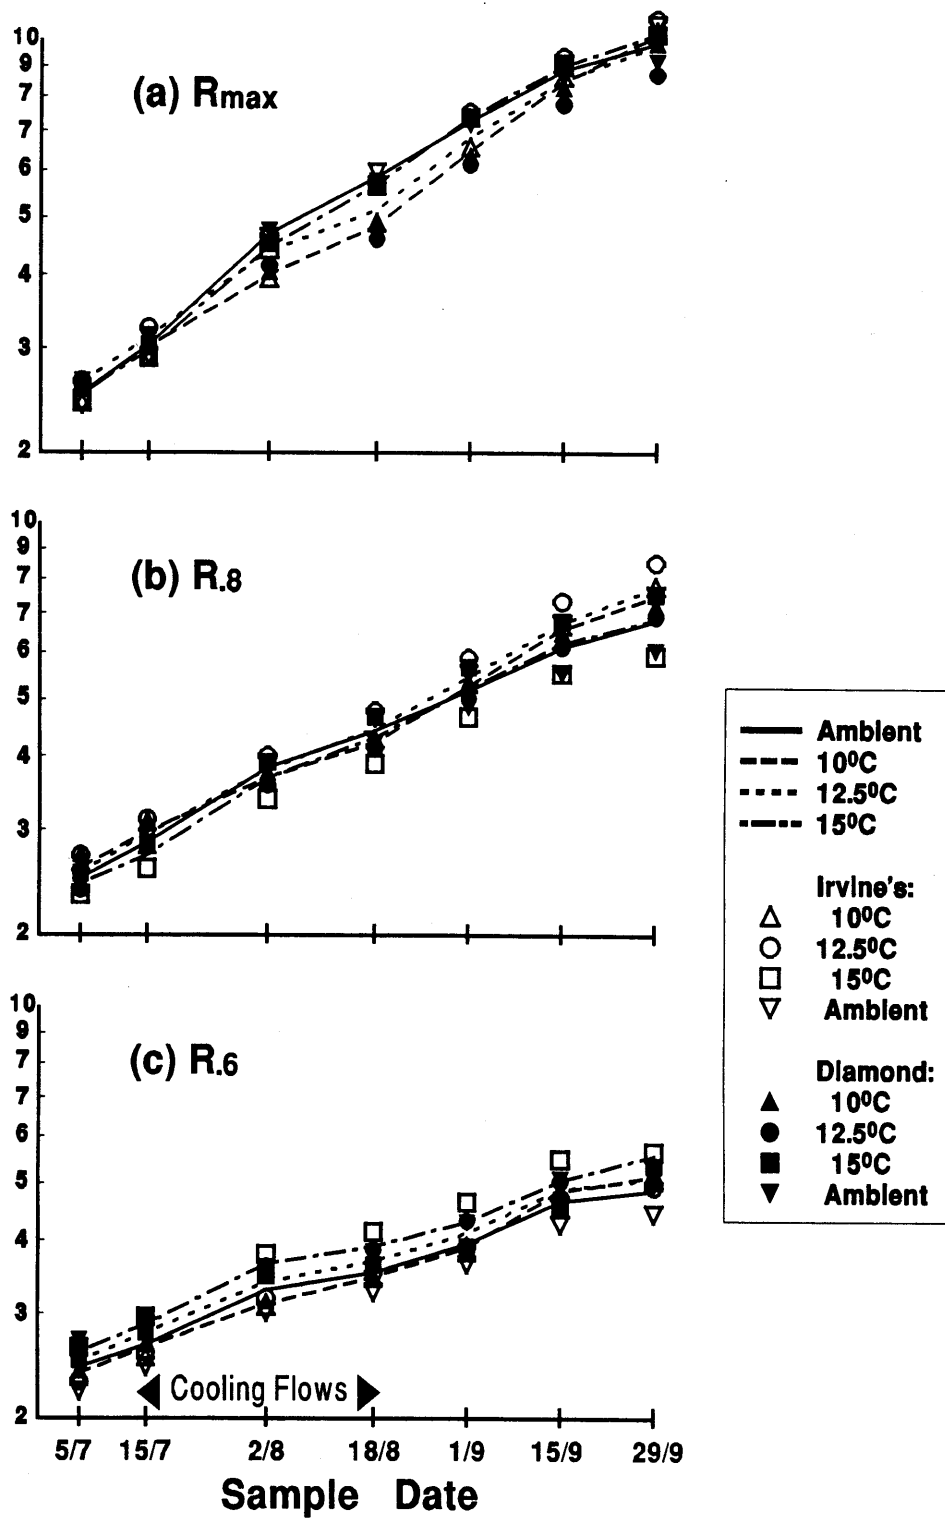 10
9
7
7
6
5
4
3
2
(a) Rmax
10
9
7
7
6
5
4
3
2
(b) R.8
10
9
7
7
6
5
4
3
2
(c) R.6
Cooling Flows
5/7 15/7 2/8 18/8 1/9 15/9 29/9
Sample Date
Ambient
10⁰C
12.5⁰C
15⁰C
Irvine's:
10⁰C
12.5⁰C
15⁰C
Ambient
Diamond:
10⁰C
12.5⁰C
15⁰C
Ambient